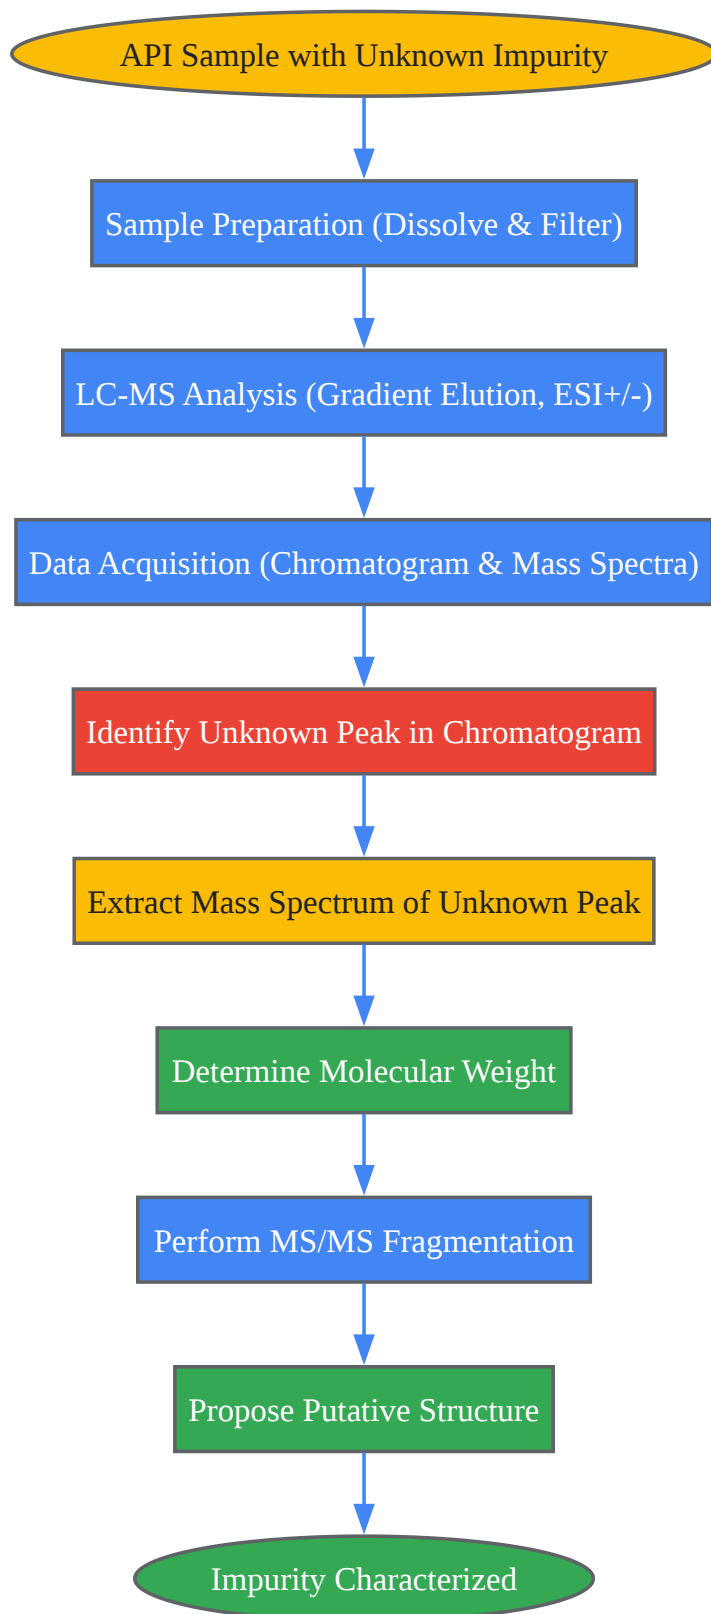 API Sample with Unknown Impurity
Sample Preparation (Dissolve & Filter)
LC-MS Analysis (Gradient Elution, ESI+/-)
Data Acquisition (Chromatogram & Mass Spectra)
Identify Unknown Peak in Chromatogram
Extract Mass Spectrum of Unknown Peak
Determine Molecular Weight
Perform MS/MS Fragmentation
Propose Putative Structure
Impurity Characterized